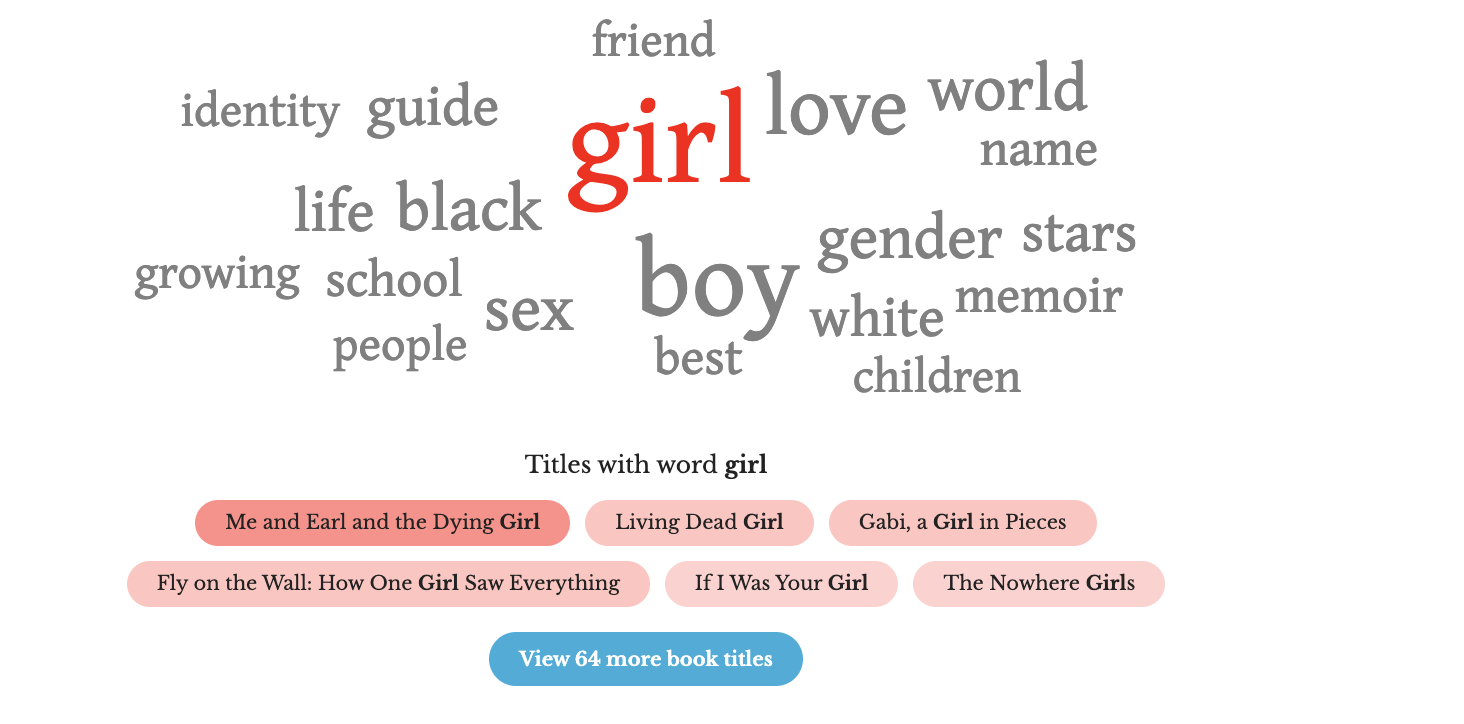 friend
identity guide girl love world
name
life black
gender stars
growing school sex boy white memoir
people best children
Titles with word girl
Me and Earl and the Dying Girl Living Dead Girl Gabi, a Girl in Pieces
Fly on the Wall: How One Girl Saw Everything If I Was Your Girl The Nowhere Girls
View 64 more book titles